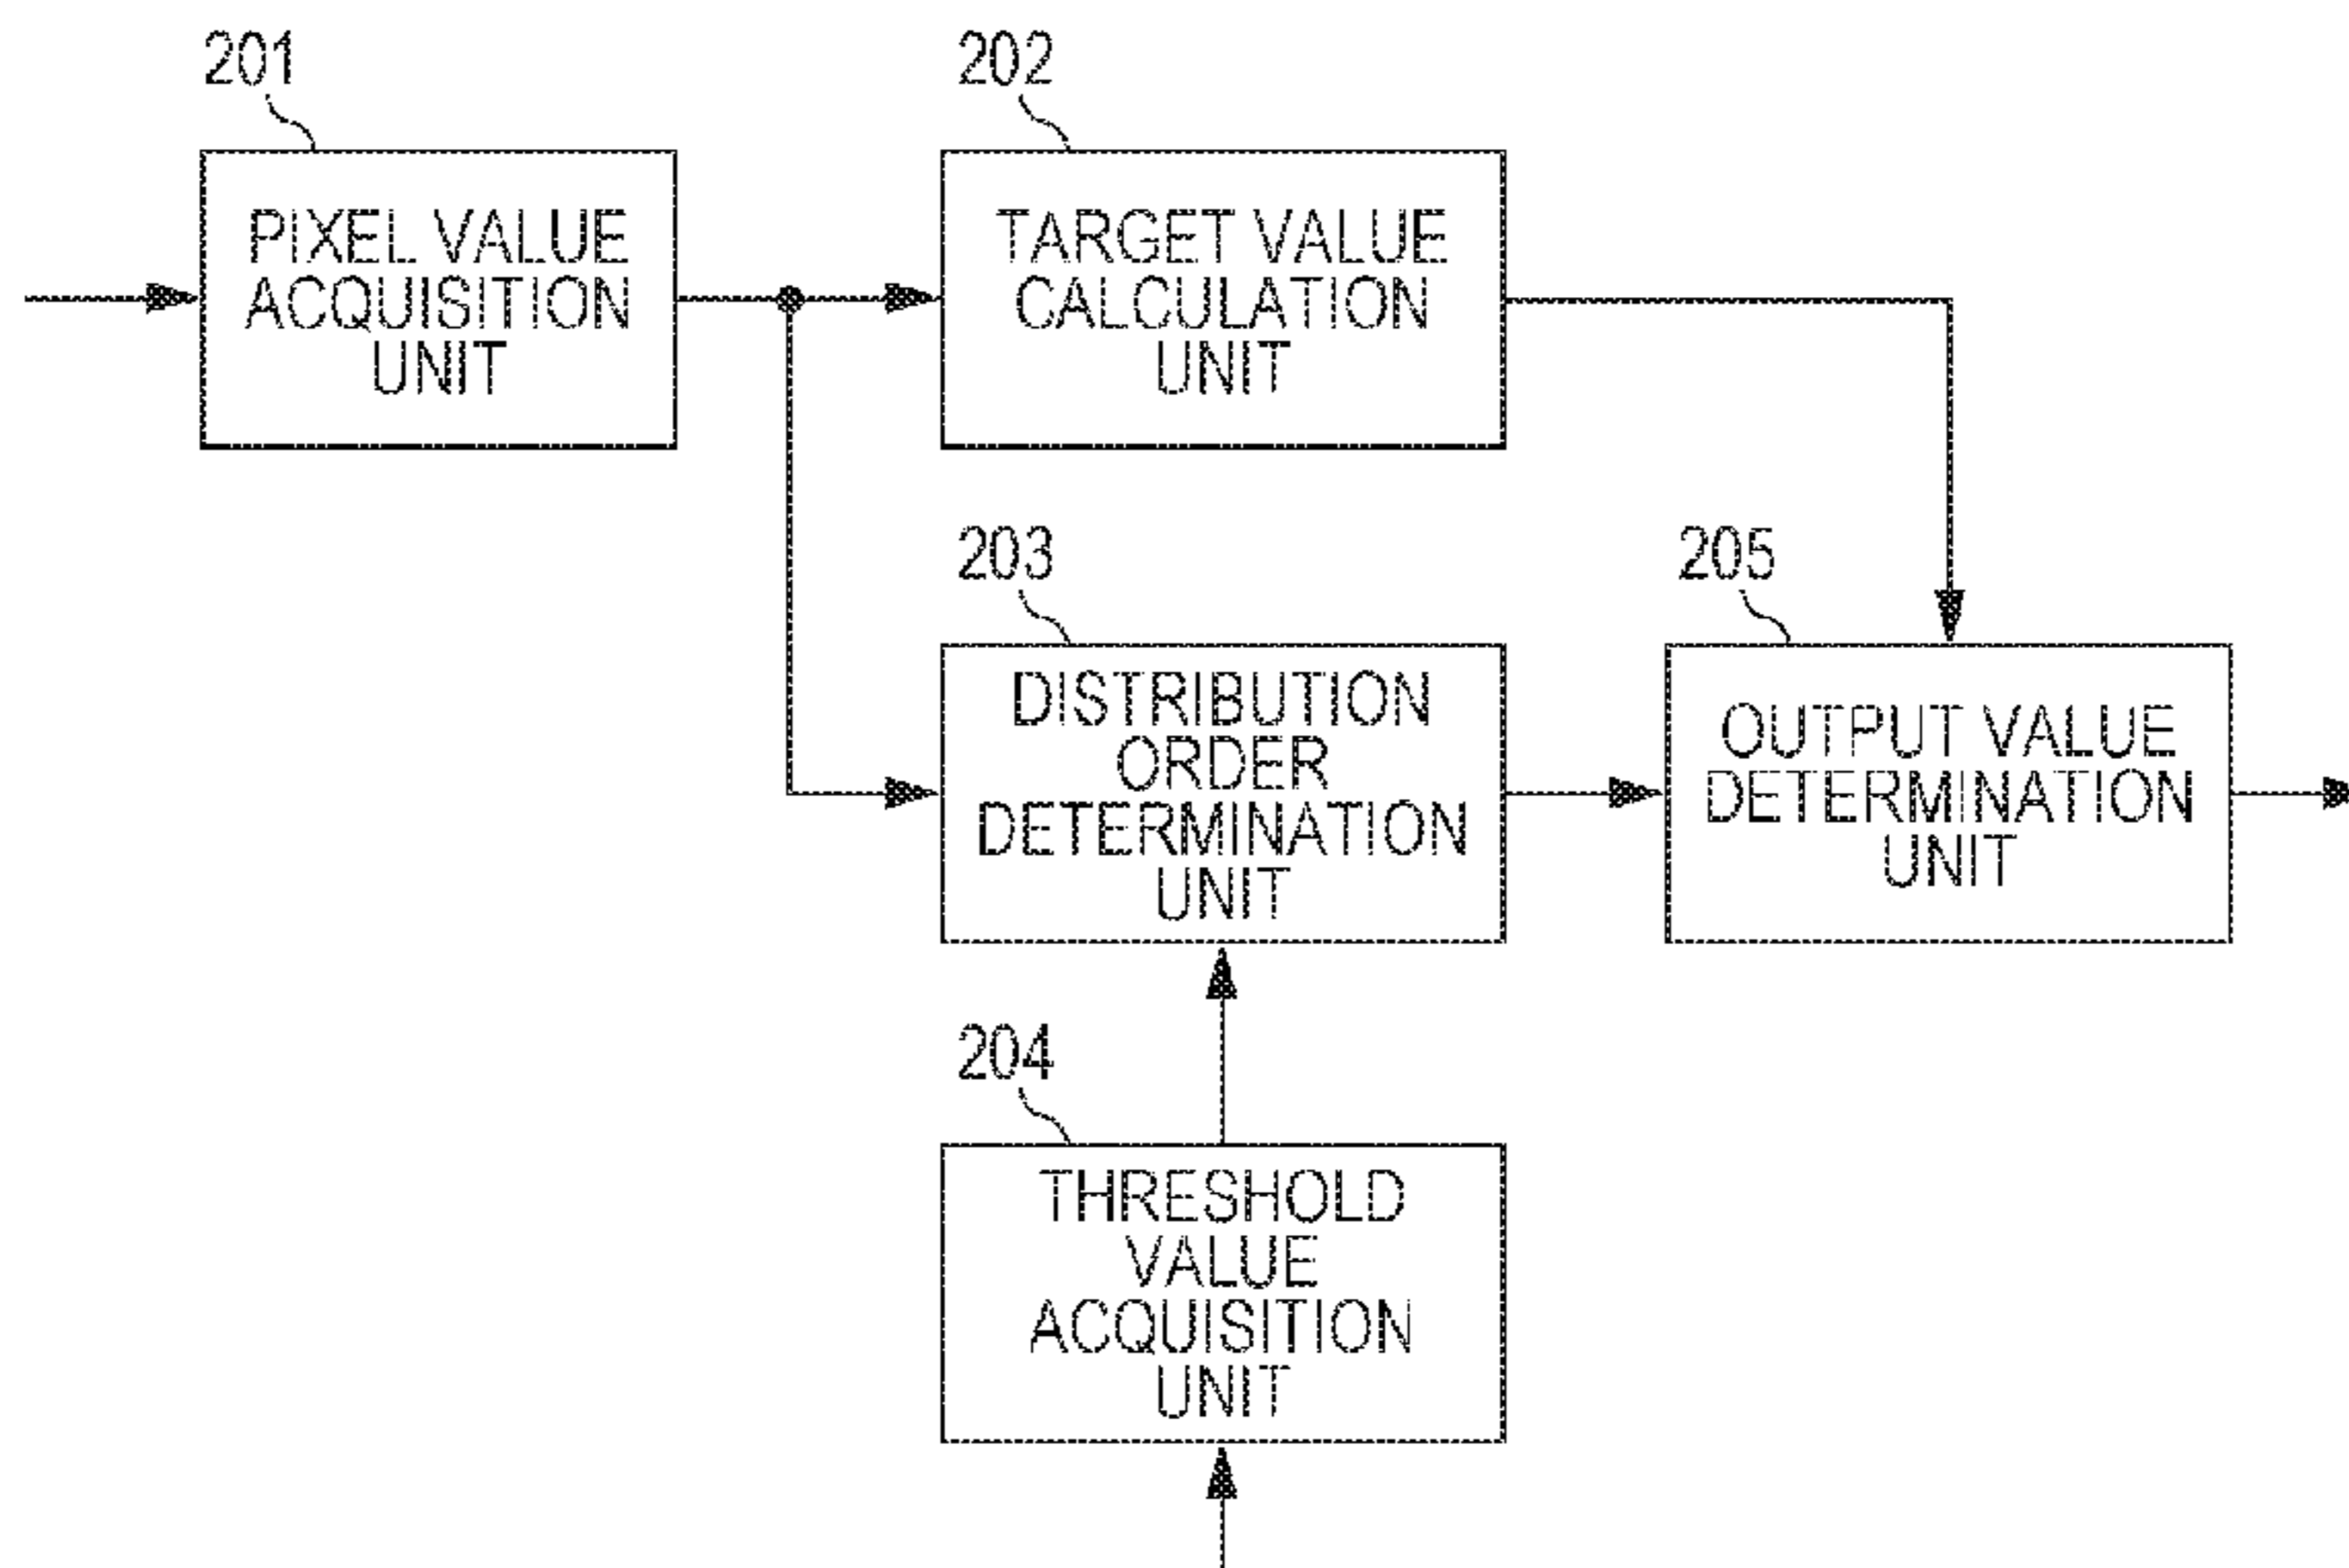 201
PIXEL VALUE
ACQUISITION
UNIT
202
TARGET VALUE
CALCULATION
UNIT
203
DISTRIBUTION
ORDER
DETERMINATION
UNIT
205
OUTPUT VALUE
DETERMINATION
UNIT
204
THRESHOLD
VALUE
ACQUISITION
UNIT